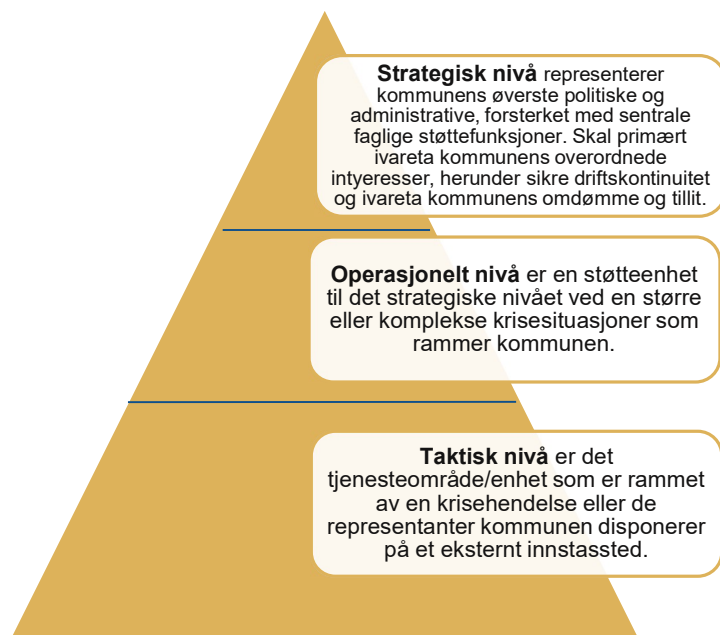 Strategisk nivå representerer
kommunens øverste politiske og
administrative, forsterket med sentrale
faglige støttefunksjoner. Skal primært
ivareta kommunens overordnede
intyeresser, herunder sikre driftskontinuitet
og ivareta kommunens omdømme og tillit.
Operasjonelt nivå er en støtteenhet
til det strategiske nivået ved en større
eller komplekse krisesituasjoner som
rammer kommunen.
Taktisk nivå er det
tjenesteområde/enhet som er rammet
av en krisehendelse eller de
representanter kommunen disponerer
på et eksternt innstassted.